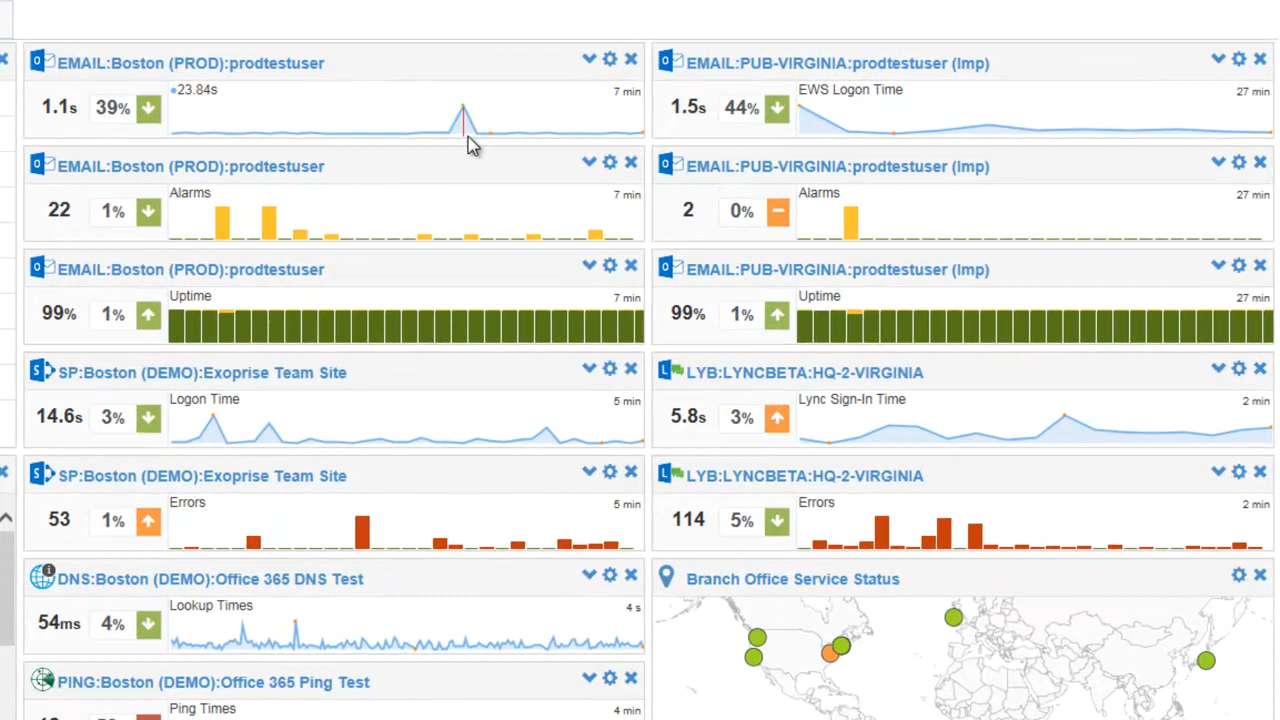 EMAIL:Boston (PROD):prodtestuser
1.1s 39% 23.84s 7 min
EMAIL:PUB-VIRGINIA:prodtestuser (Imp)
1.5s 44% EWS Logon Time 27 min
EMAIL:Boston (PROD):prodtestuser
22 1% Alarms 7 min
EMAIL:PUB-VIRGINIA:prodtestuser (Imp)
2 0% Alarms 27 min
EMAIL:Boston (PROD):prodtestuser
99% 1% Uptime 7 min
EMAIL:PUB-VIRGINIA:prodtestuser (Imp)
99% 1% Uptime 27 min
SP:Boston (DEMO):Exoprise Team Site
14.6s 3% Logon Time 5 min
LYB:LYNCBETA:HQ-2-VIRGINIA
5.8s 3% Lync Sign-In Time 2 min
SP:Boston (DEMO):Exoprise Team Site
53 1% Errors 5 min
LYB:LYNCBETA:HQ-2-VIRGINIA
114 5% Errors 2 min
DNS:Boston (DEMO):Office 365 DNS Test
54ms 4% Lookup Times 4 s
Branch Office Service Status
PING:Boston (DEMO):Office 365 Ping Test
Ping Times 4 min